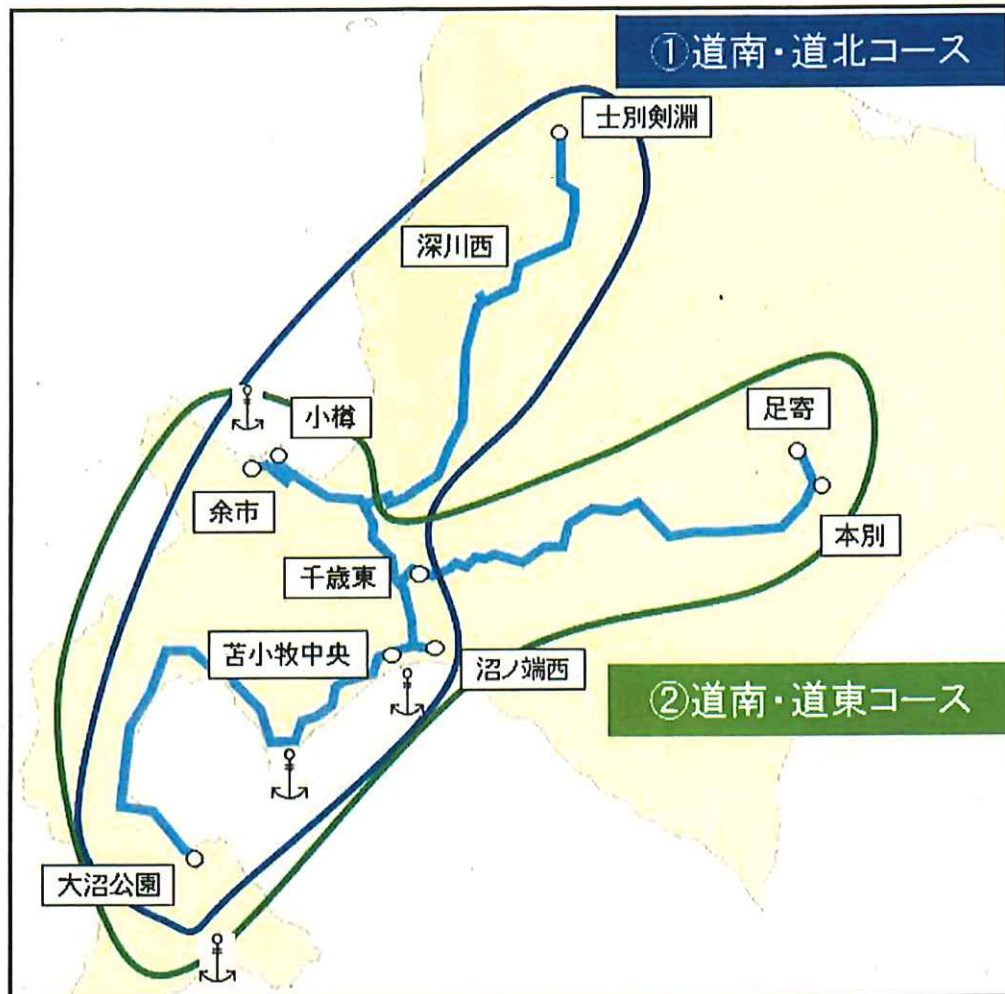 ①道南・道北コース
士別剣淵
深川西
小樽
足寄
余市
本別
千歳東
苫小牧中央
沼ノ端西
②道南・道東コース
大沼公園